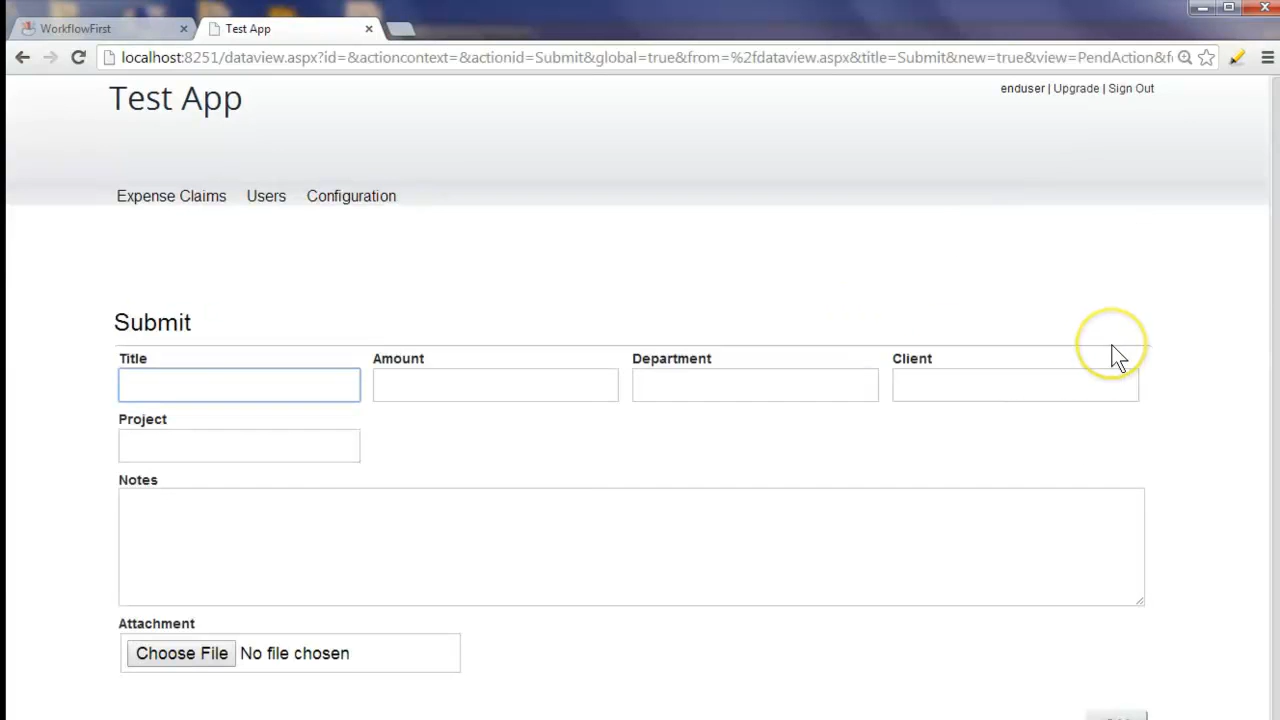 WorkflowFirst
Test App
localhost:8251/dataview.aspx?id=&actioncontext=&actionid=Submit&global=true&from=%2fdataview.aspx&title=Submit&new=true&view=PendAction&f
Test App
enduser | Upgrade | Sign Out
Expense Claims Users Configuration
Submit
Title Amount Department Client
Project
Notes
Attachment
Choose File No file chosen